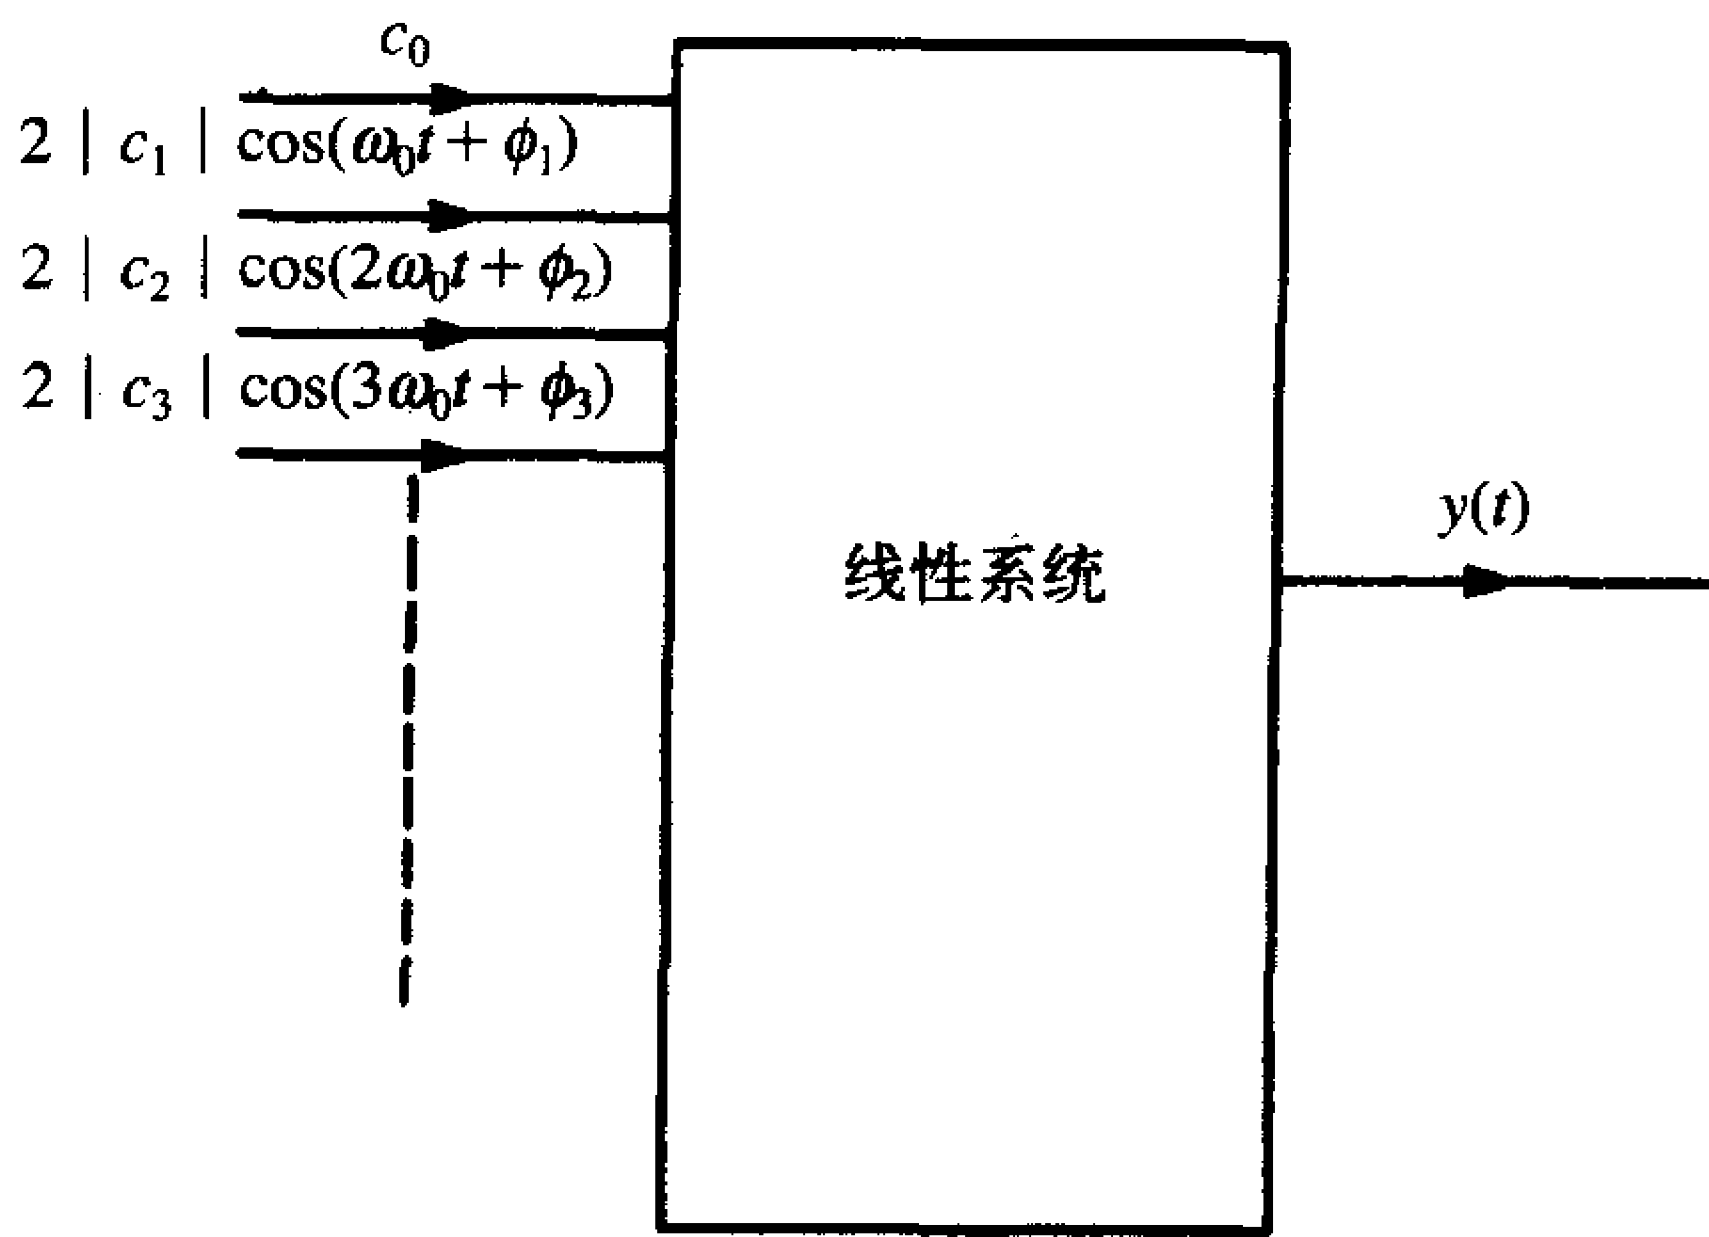 c₀
2 | c₁ | cos(ω₀t + ϕ₁)
2 | c₂ | cos(2ω₀t + ϕ₂)
2 | c₃ | cos(3ω₀t + ϕ₃)
y(t)
线性系统